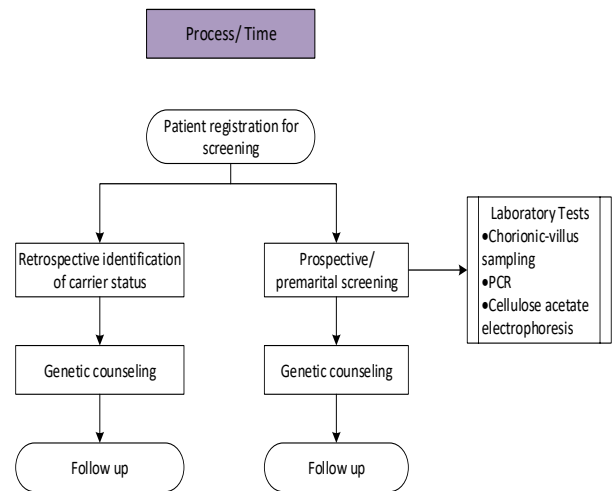 Process/ Time
Patient registration for
screening
Retrospective identification
of carrier status
Prospective/
premarital screening
Laboratory Tests
•Chorionic-villus
sampling
•PCR
•Cellulose acetate
electrophoresis
Genetic counseling
Genetic counseling
Follow up
Follow up